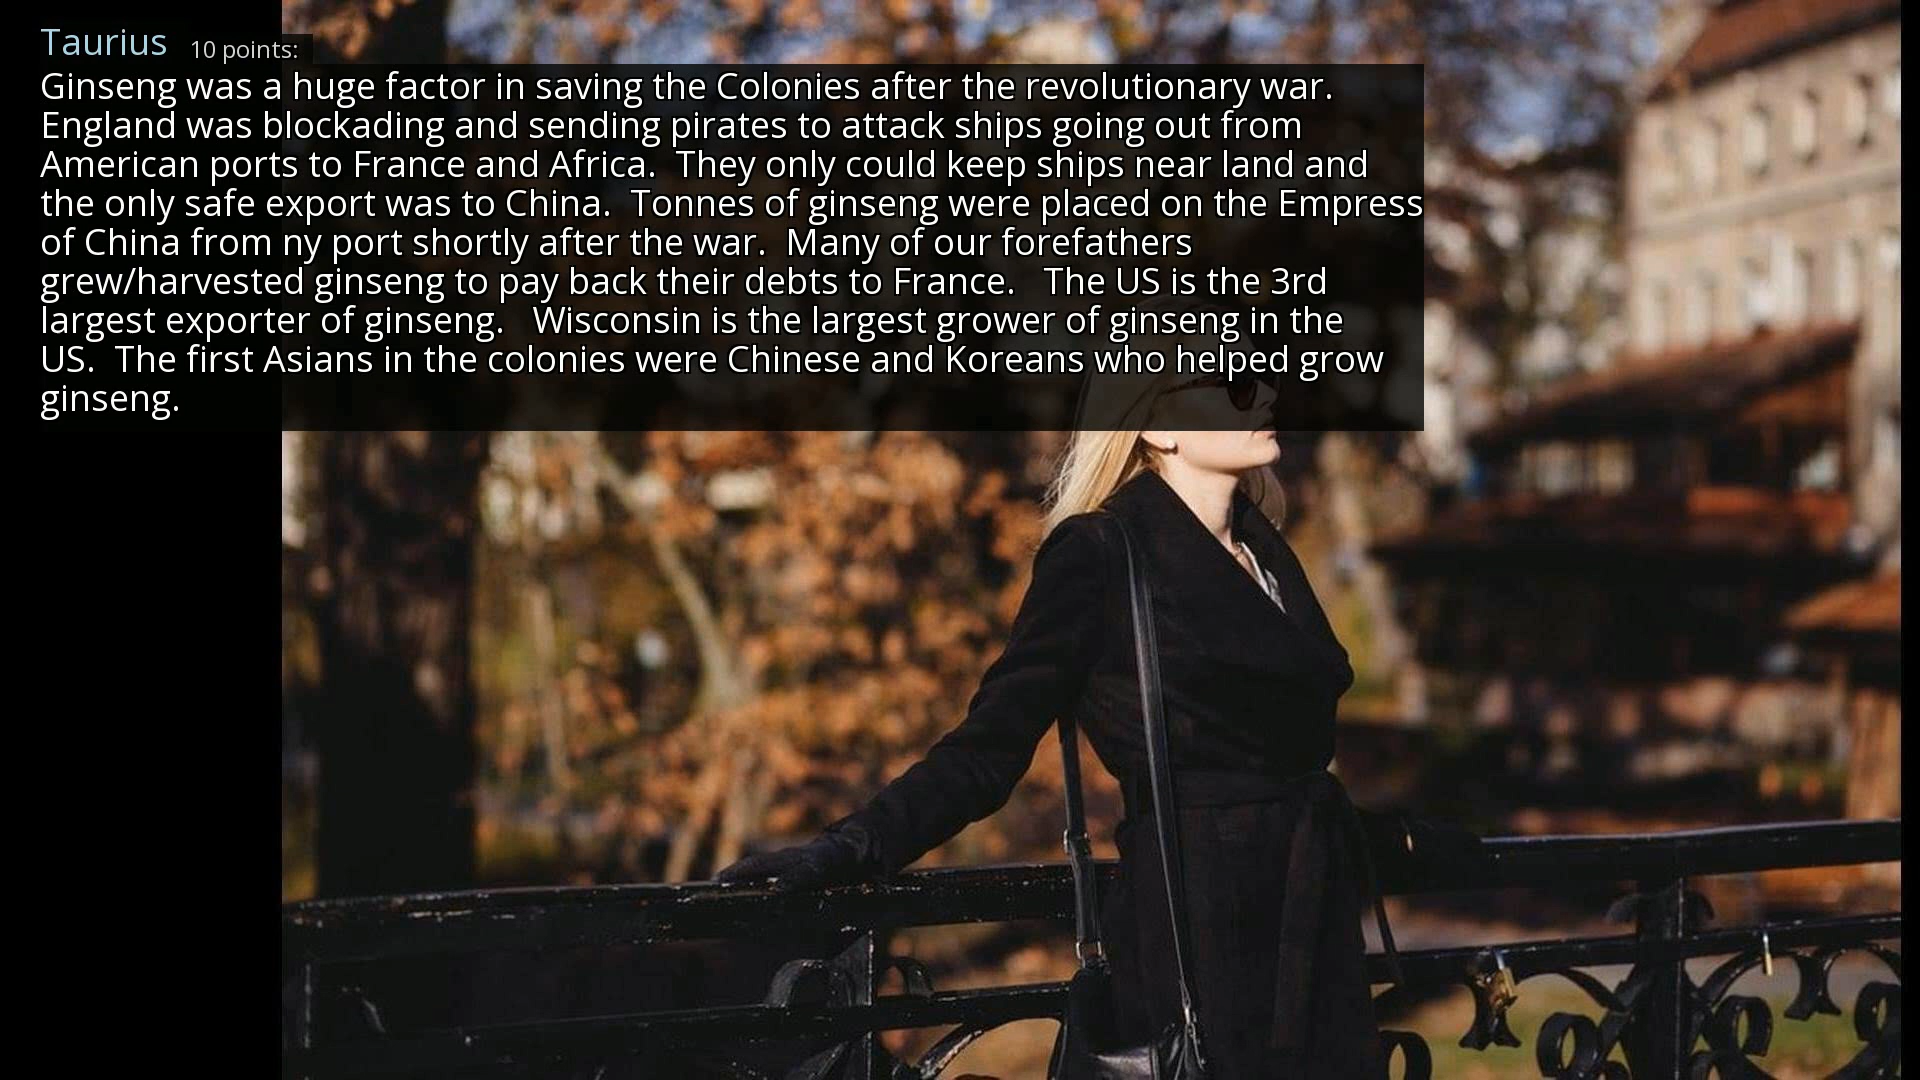 Taurius 10 points:
Ginseng was a huge factor in saving the Colonies after the revolutionary war.
England was blockading and sending pirates to attack ships going out from
American ports to France and Africa.  They only could keep ships near land and
the only safe export was to China.  Tonnes of ginseng were placed on the Empress
of China from ny port shortly after the war.  Many of our forefathers
grew/harvested ginseng to pay back their debts to France.   The US is the 3rd
largest exporter of ginseng.   Wisconsin is the largest grower of ginseng in the
US.  The first Asians in the colonies were Chinese and Koreans who helped grow
ginseng.